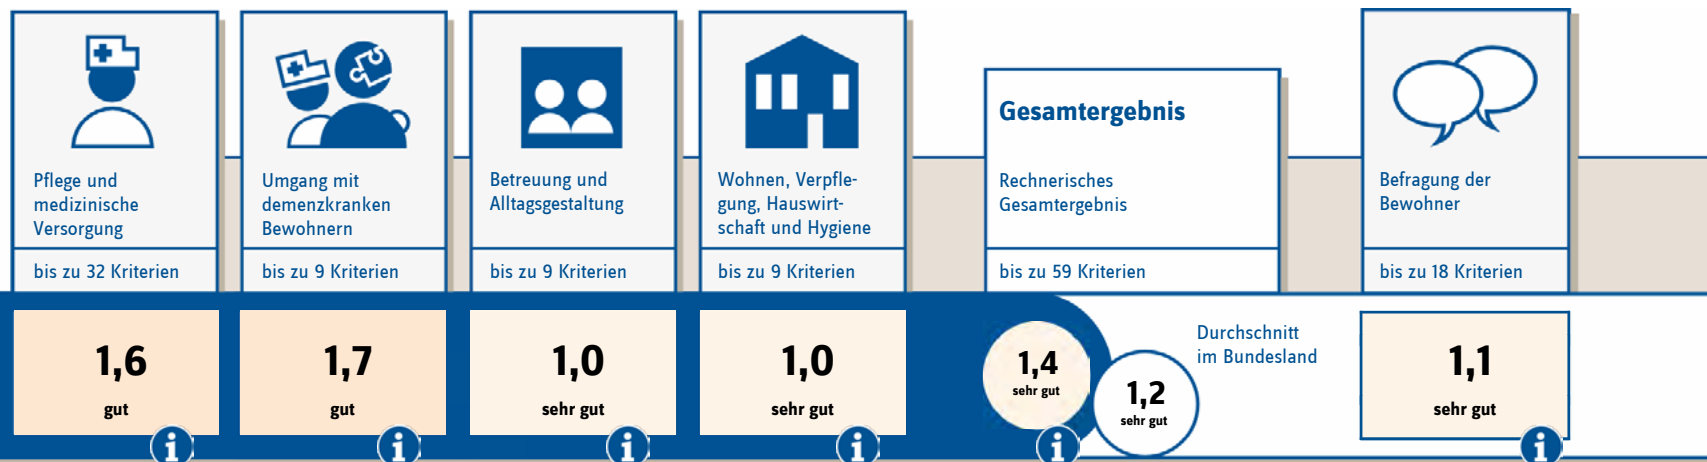 Pflege und
medizinische
Versorgung
bis zu 32 Kriterien
1,6
gut
Umgang mit
demenzkranken
Bewohnern
bis zu 9 Kriterien
1,7
gut
Betreuung und
Alltagsgestaltung
bis zu 9 Kriterien
1,0
sehr gut
Wohnen, Verpfle-
gung, Hauswirt-
schaft und Hygiene
bis zu 9 Kriterien
1,0
sehr gut
Gesamtergebnis
Rechnerisches
Gesamtergebnis
bis zu 59 Kriterien
1,4
sehr gut
1,2
sehr gut
Durchschnitt
im Bundesland
Befragung der
Bewohner
bis zu 18 Kriterien
1,1
sehr gut